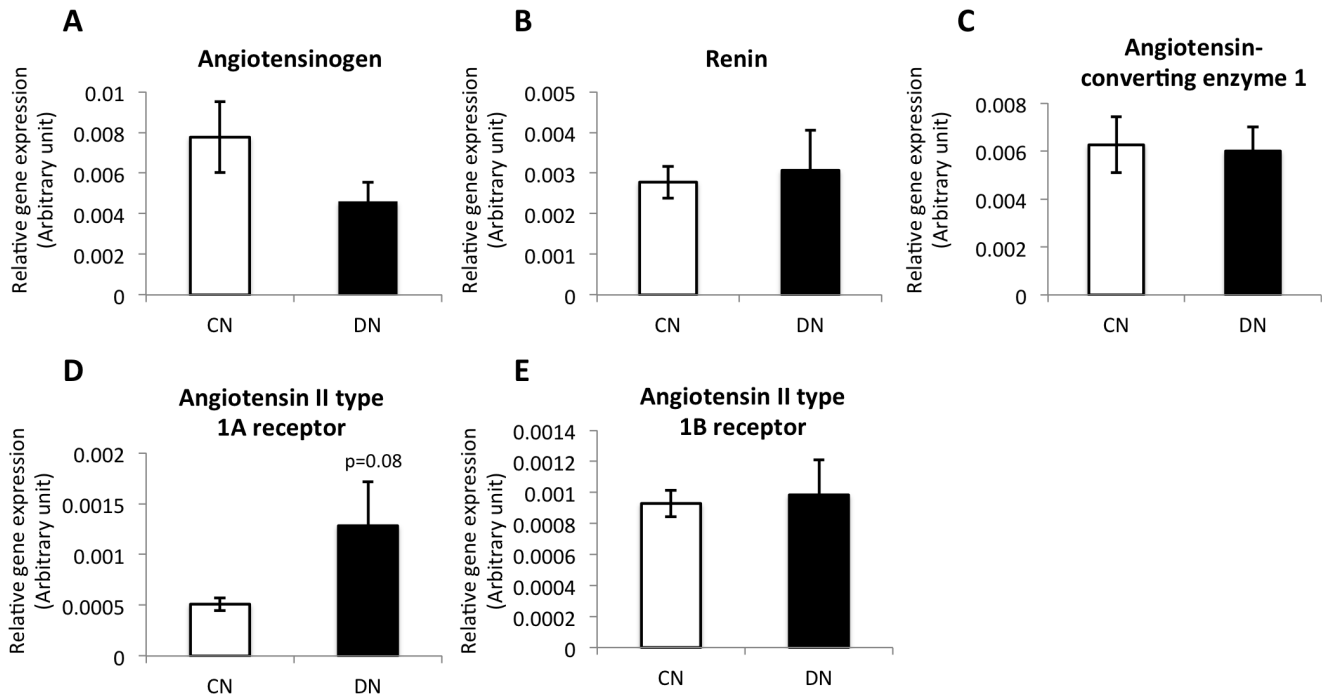 A
Angiotensinogen
Relative gene expression
(Arbitrary unit)
0.01
0.008
0.006
0.004
0.002
0
CN
DN
B
Renin
Relative gene expression
(Arbitrary unit)
0.005
0.004
0.003
0.002
0.001
0
CN
DN
C
Angiotensin-
converting enzyme 1
Relative gene expression
(Arbitrary unit)
0.008
0.006
0.004
0.002
0
CN
DN
D
Angiotensin II type
1A receptor
Relative gene expression
(Arbitrary unit)
0.002
0.0015
0.001
0.0005
0
p=0.08
CN
DN
E
Angiotensin II type
1B receptor
Relative gene expression
(Arbitrary unit)
0.0014
0.0012
0.001
0.0008
0.0006
0.0004
0.0002
0
CN
DN